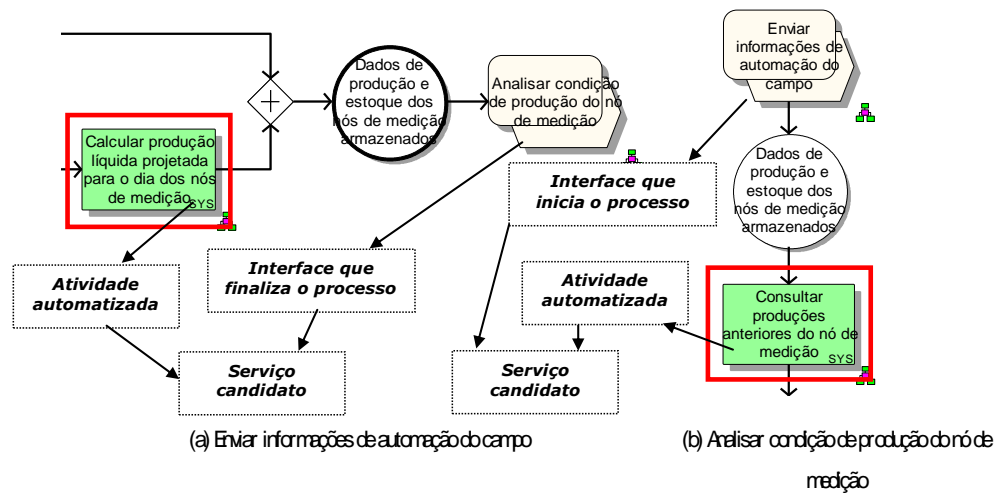 Calcular produção
líquida projetada
para o dia dos nós
de medição
SYS
Dados de
produção e
estoque dos
nós de medição
armazenados
Analisar condição
de produção do nó
de medição
Atividade
automatizada
Interface que
finaliza o processo
Serviço
candidato
(a) Enviar informações de automação do campo
Enviar
informações de
automação do
campo
Interface que
inicia o processo
Dados de
produção e
estoque dos
nós de medição
armazenados
Atividade
automatizada
Consultar
produções
anteriores do nó de
medição
SYS
Serviço
candidato
(b) Analisar condição de produção do nó de
medição